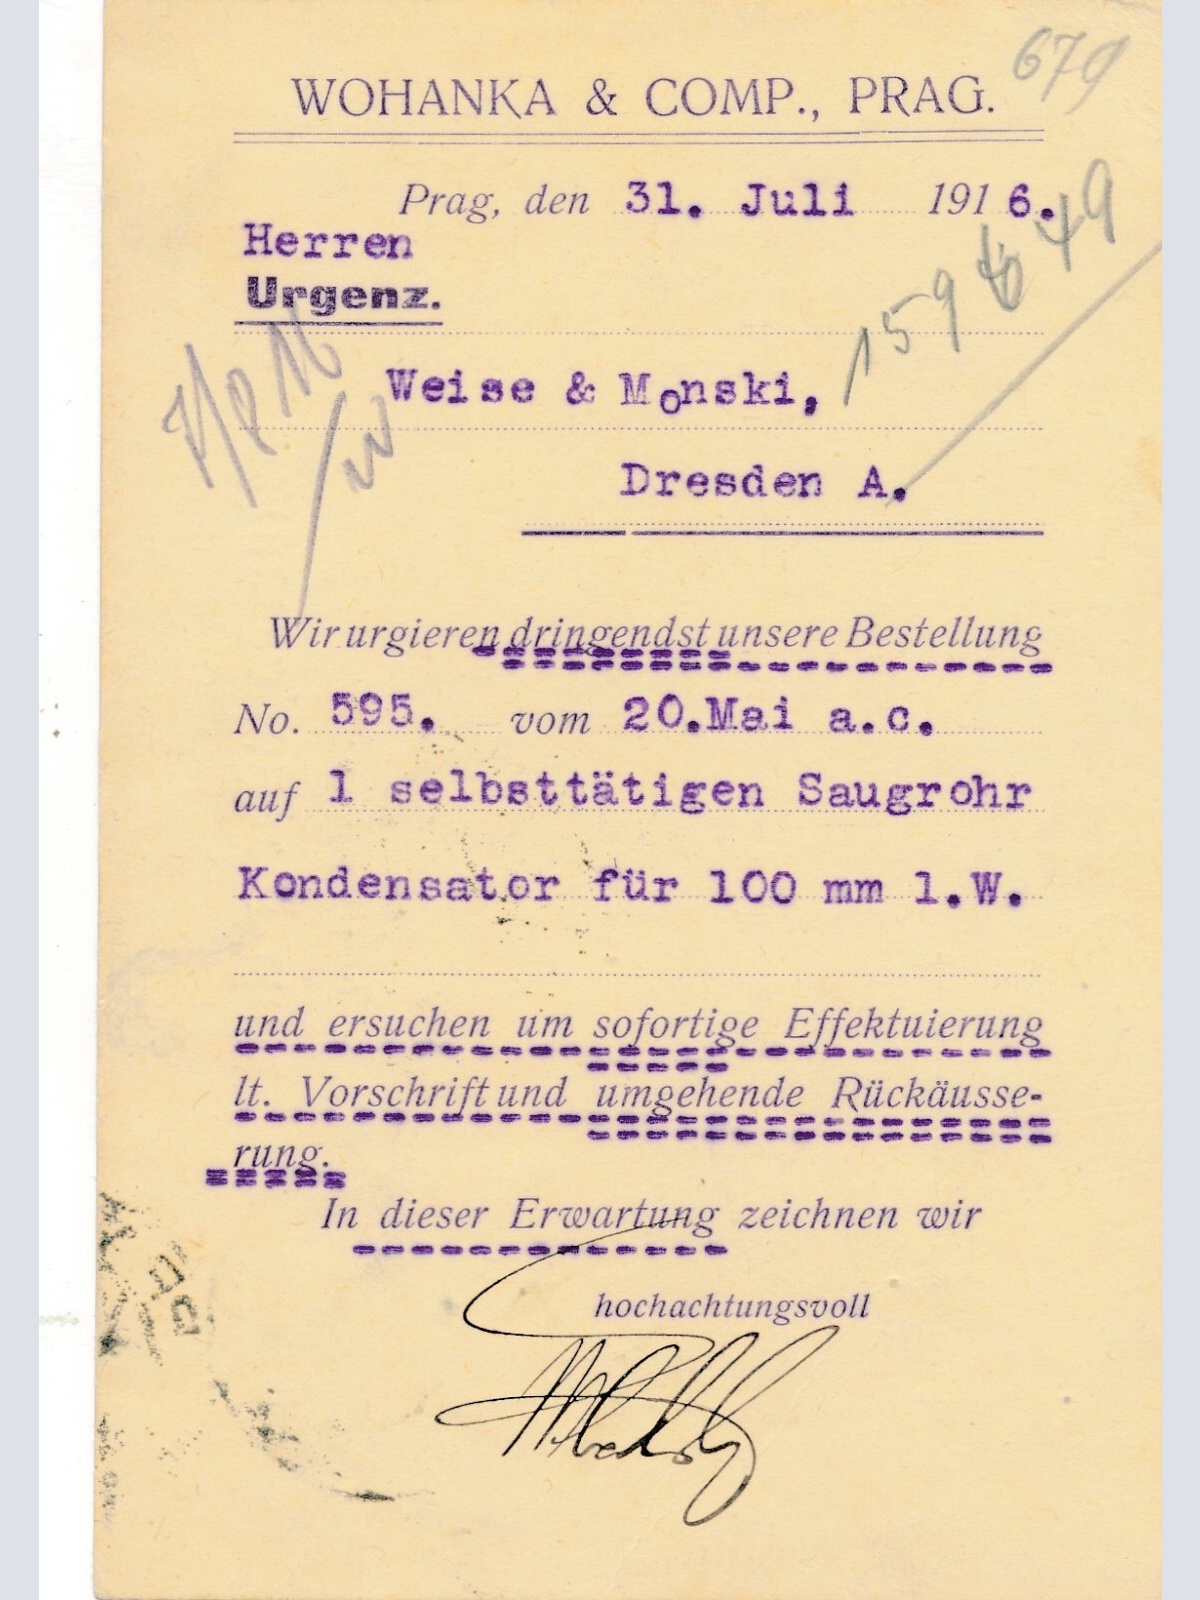 679
WOHANKA & COMP., PRAG.
Prag, den 31. Juli 1916.
Herren
Urgenz.
159 49
Weise & Monski,
Dresden A.
Wir urgieren dringendst unsere Bestellung
No. 595. vom 20.Mai a.c.
auf 1 selbsttätigen Saugrohr
Kondensator für 100 mm l.W.
und ersuchen um sofortige Effektuierung
lt. Vorschrift und umgehende Rückäusse-
rung.
In dieser Erwartung zeichnen wir
hochachtungsvoll